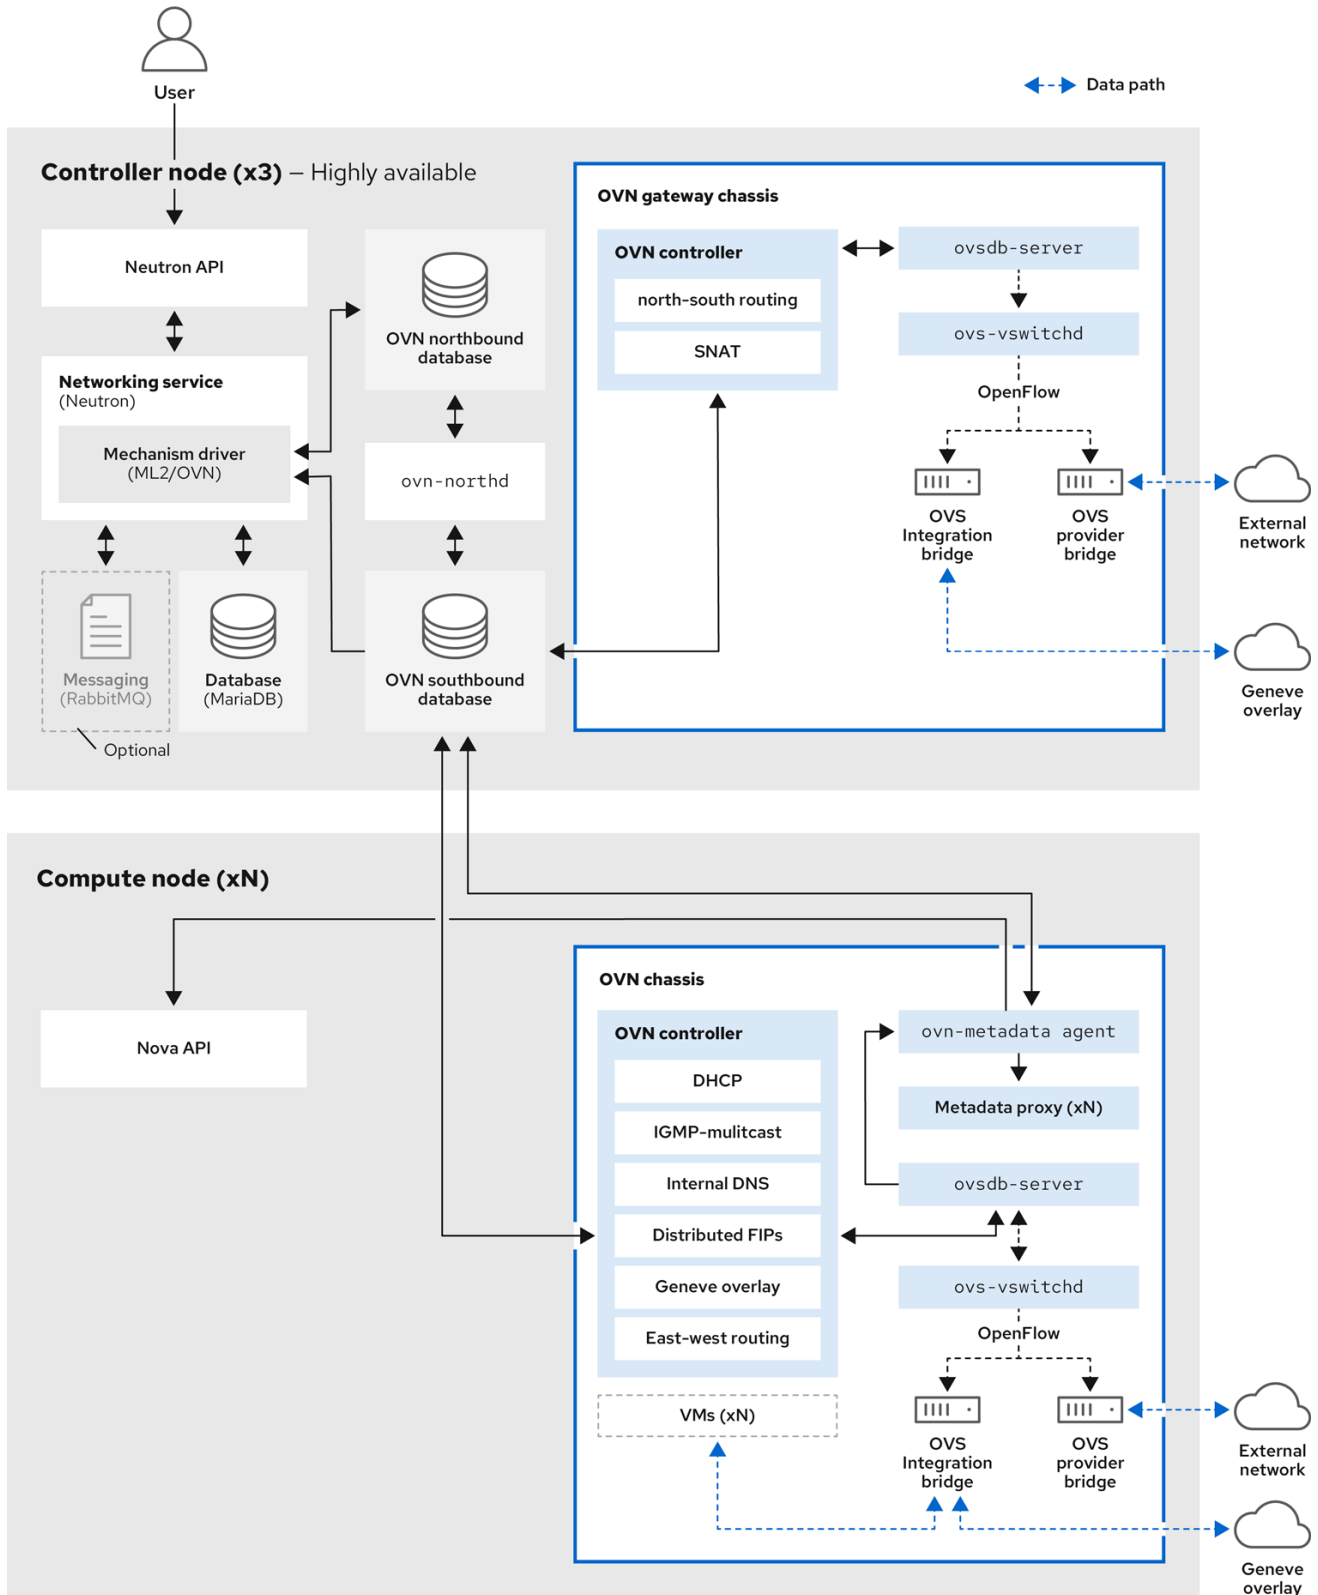 User
Data path
Controller node (x3) – Highly available
Neutron API
Networking service
(Neutron)
Mechanism driver
(ML2/OVN)
Messaging
(RabbitMQ)
Optional
Database
(MariaDB)
OVN northbound
database
ovn-northd
OVN southbound
database
OVN gateway chassis
OVN controller
north-south routing
SNAT
ovsdb-server
ovs-vswitchd
OpenFlow
OVS
Integration
bridge
OVS
provider
bridge
External
network
Geneve
overlay
Compute node (xN)
Nova API
OVN chassis
OVN controller
DHCP
IGMP-mulitcast
Internal DNS
Distributed FIPs
Geneve overlay
East-west routing
VMs (xN)
ovn-metadata agent
Metadata proxy (xN)
ovsdb-server
ovs-vswitchd
OpenFlow
OVS
Integration
bridge
OVS
provider
bridge
External
network
Geneve
overlay